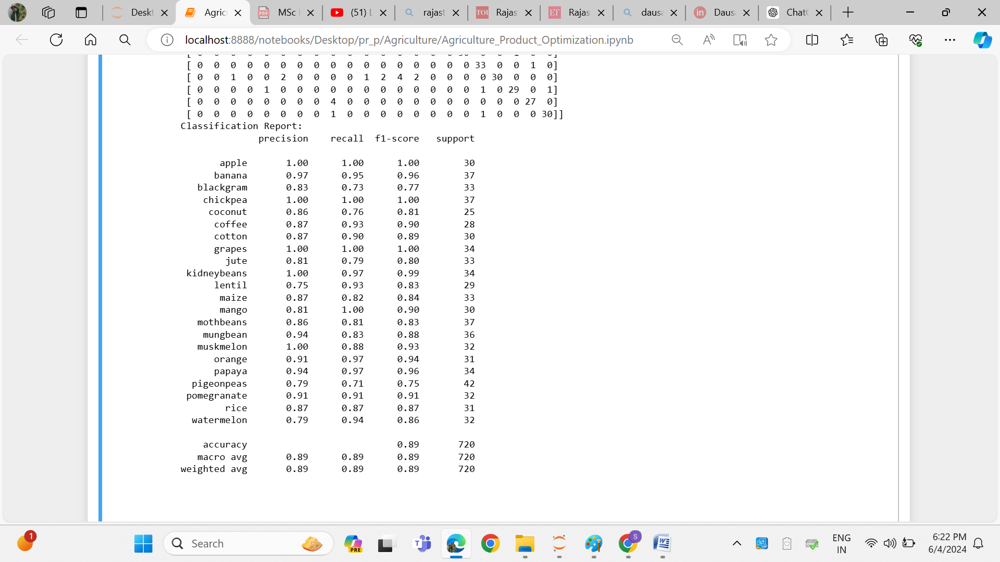 Deskt
Agric
MSc
(51) L
rajast
TOI Rajas
ET Rajas
daus
in Daus
ChatG
localhost:8888/notebooks/Desktop/pr_p/Agriculture/Agriculture_Product_Optimization.ipynb
[ 0 0 0 0 0 0 0 0 0 0 0 0 0 0 0 0 0 33 0 0 1 0]
[ 0 0 1 0 0 2 0 0 0 0 1 2 4 2 0 0 0 0 30 0 0 0]
[ 0 0 0 0 1 0 0 0 0 0 0 0 0 0 0 0 0 1 0 29 0 1]
[ 0 0 0 0 0 0 0 0 4 0 0 0 0 0 0 0 0 0 0 0 27 0]
[ 0 0 0 0 0 0 0 0 1 0 0 0 0 0 0 0 0 1 0 0 0 30]]
Classification Report:
precision recall f1-score support
apple 1.00 1.00 1.00 30
banana 0.97 0.95 0.96 37
blackgram 0.83 0.73 0.77 33
chickpea 1.00 1.00 1.00 37
coconut 0.86 0.76 0.81 25
coffee 0.87 0.93 0.90 28
cotton 0.87 0.90 0.89 30
grapes 1.00 1.00 1.00 34
jute 0.81 0.79 0.80 33
kidneybeans 1.00 0.97 0.99 34
lentil 0.75 0.93 0.83 29
maize 0.87 0.82 0.84 33
mango 0.81 1.00 0.90 30
mothbeans 0.86 0.81 0.83 37
mungbean 0.94 0.83 0.88 36
muskmelon 1.00 0.88 0.93 32
orange 0.91 0.97 0.94 31
papaya 0.94 0.97 0.96 34
pigeonpeas 0.79 0.71 0.75 42
pomegranate 0.91 0.91 0.91 32
rice 0.87 0.87 0.87 31
watermelon 0.79 0.94 0.86 32
accuracy 0.89 720
macro avg 0.89 0.89 0.89 720
weighted avg 0.89 0.89 0.89 720
1
Search
PRE
ENG
IN
6:22 PM
6/4/2024